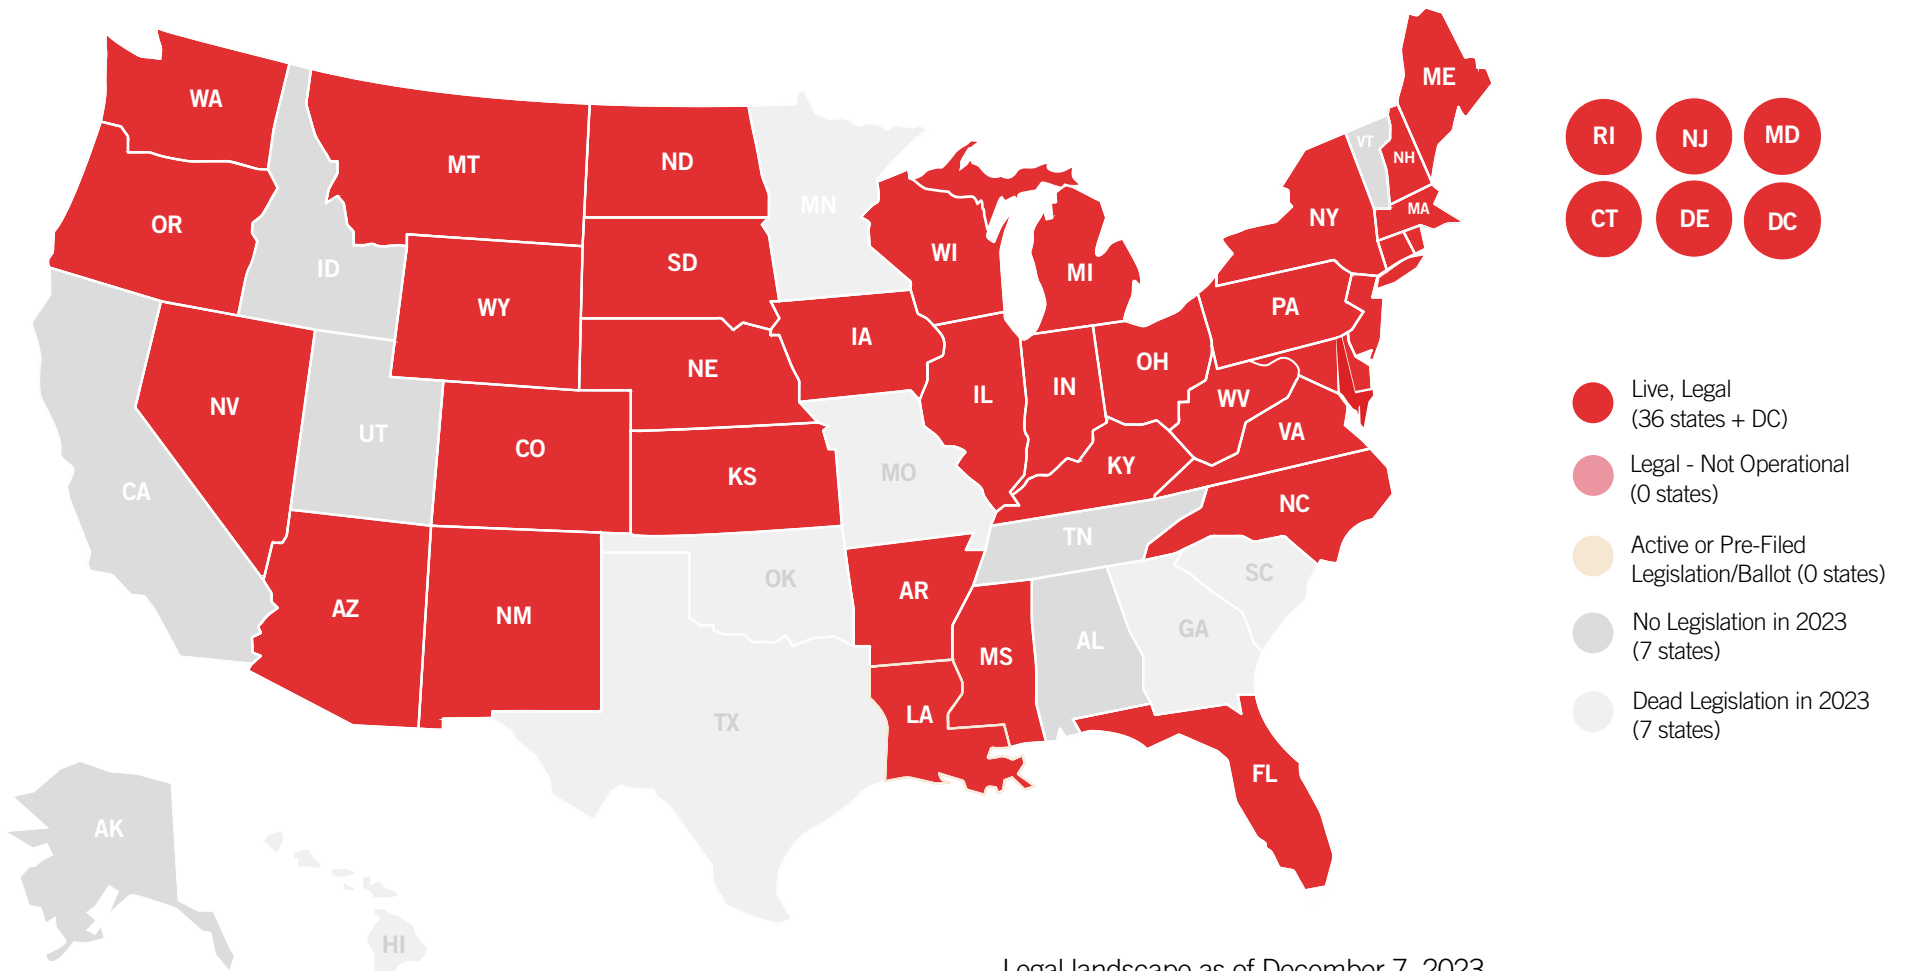 ME
WA
RI
NJ
MD
VT
NH
MT
ND
MN
MA
OR
NY
CT
DE
DC
WI
SD
ID
MI
WY
PA
IA
NE
OH
Live, Legal
(36 states + DC)
NV
IL
IN
WV
UT
CO
VA
KS
MO
KY
Legal - Not Operational
(0 states)
CA
NC
TN
Active or Pre-Filed
Legislation/Ballot (0 states)
OK
SC
AR
AZ
NM
GA
AL
No Legislation in 2023
(7 states)
MS
LA
TX
Dead Legislation in 2023
(7 states)
FL
AK
HI
Legal landscape as of December 7, 2023